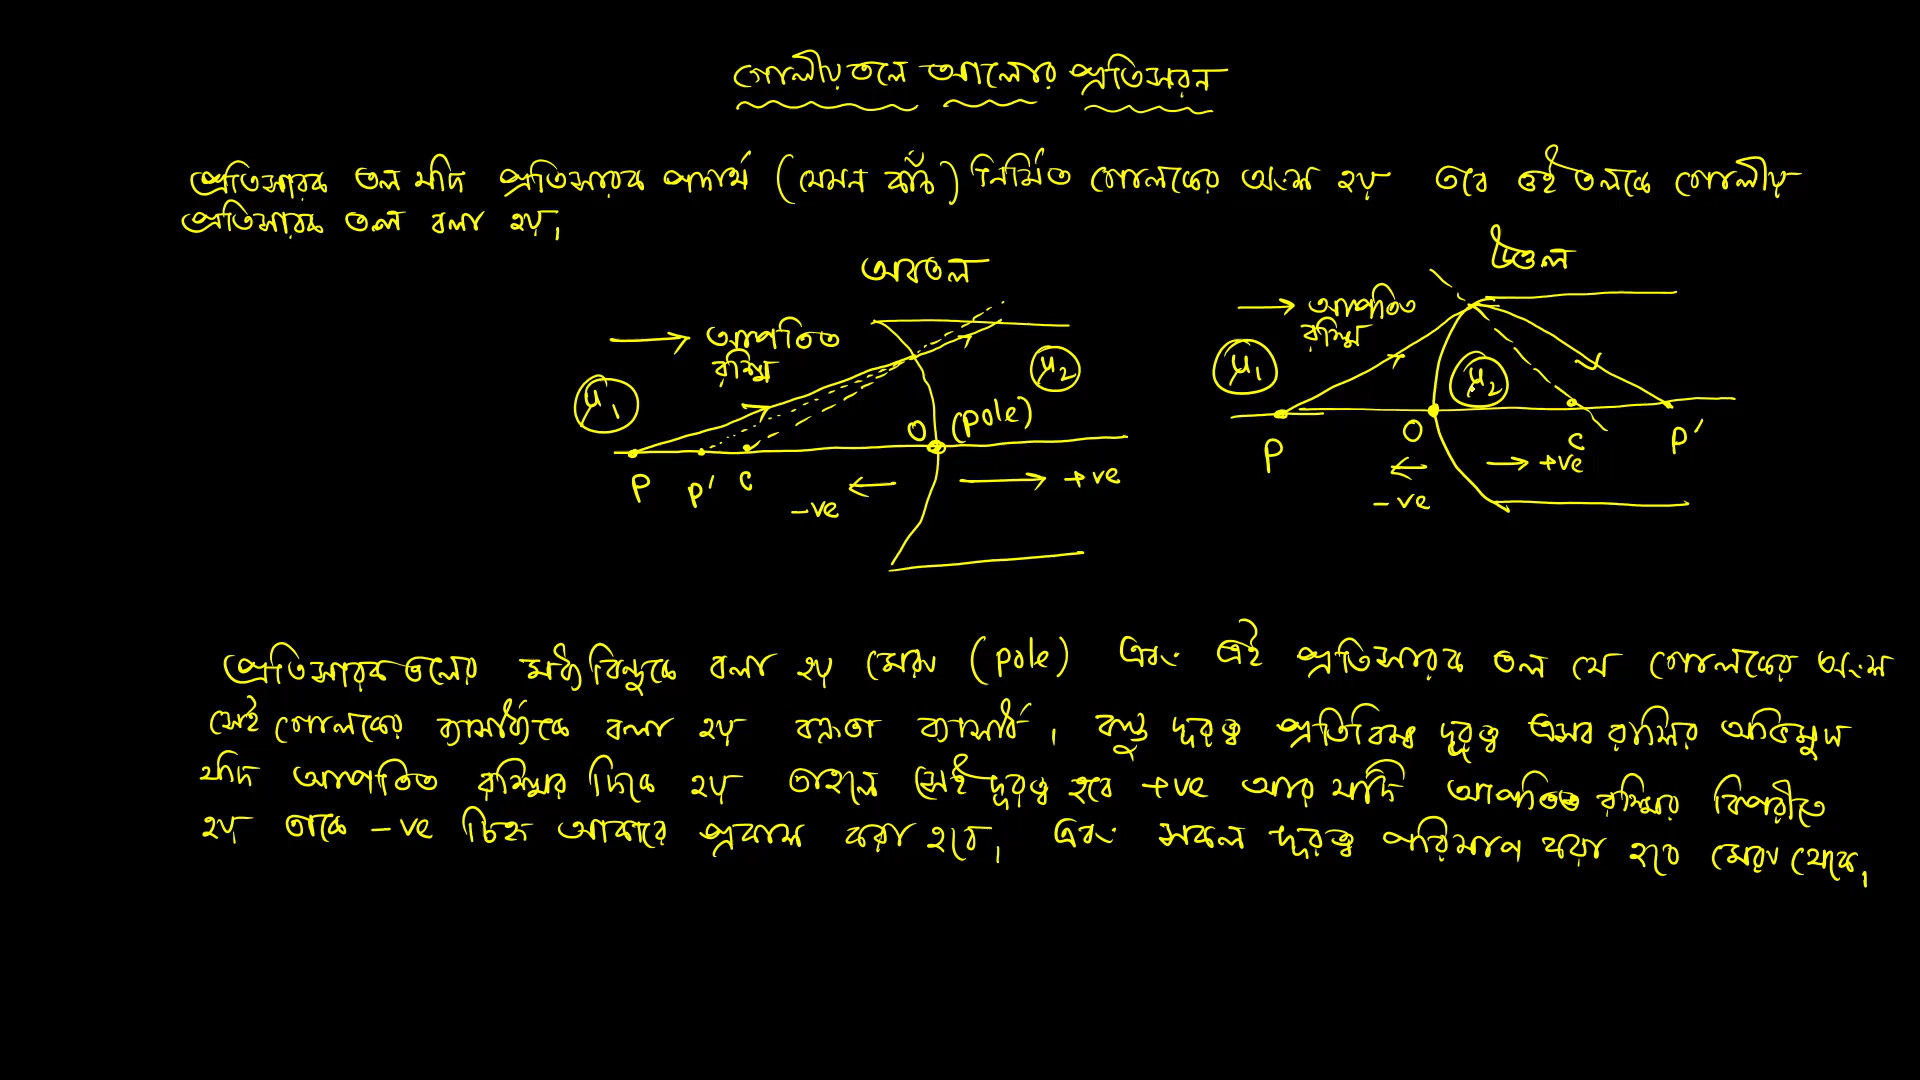 গোলীয়তলে আলোর প্রতিসরন
প্রতিসারক তল যদি প্রতিসারক পদার্থ (যেমন কাঁচ) নির্মিত গোলকের অংশ হয় তবে ওই তলকে গোলীয়
প্রতিসারক তল বলা হয়।
অবতল
উত্তল
→ আপতিত
রশ্মি
→ আপতিত
রশ্মি
μ1
μ2
μ1
μ2
O (pole)
P P' C
-ve ← → +ve
P O C P'
← → +ve
-ve
প্রতিসারক তলের মধ্যবিন্দুকে বলা হয় মেরু (pole) এবং এই প্রতিসারক তল যে গোলকের অংশ
সেই গোলকের ব্যাসার্ধকে বলা হয় বক্রতা ব্যাসার্ধ। বস্তু দূরত্ব প্রতিবিম্ব দূরত্ব এসব রাশির অভিমুখ
যদি আপতিত রশ্মির দিকে হয় তাহলে সেই দূরত্ব হবে +ve আর যদি আপতিত রশ্মির বিপরীতে
হয় তাকে -ve চিহ্ন আকারে প্রকাশ করা হবে। এবং সকল দূরত্ব পরিমাপ করা হবে মেরু থেকে।